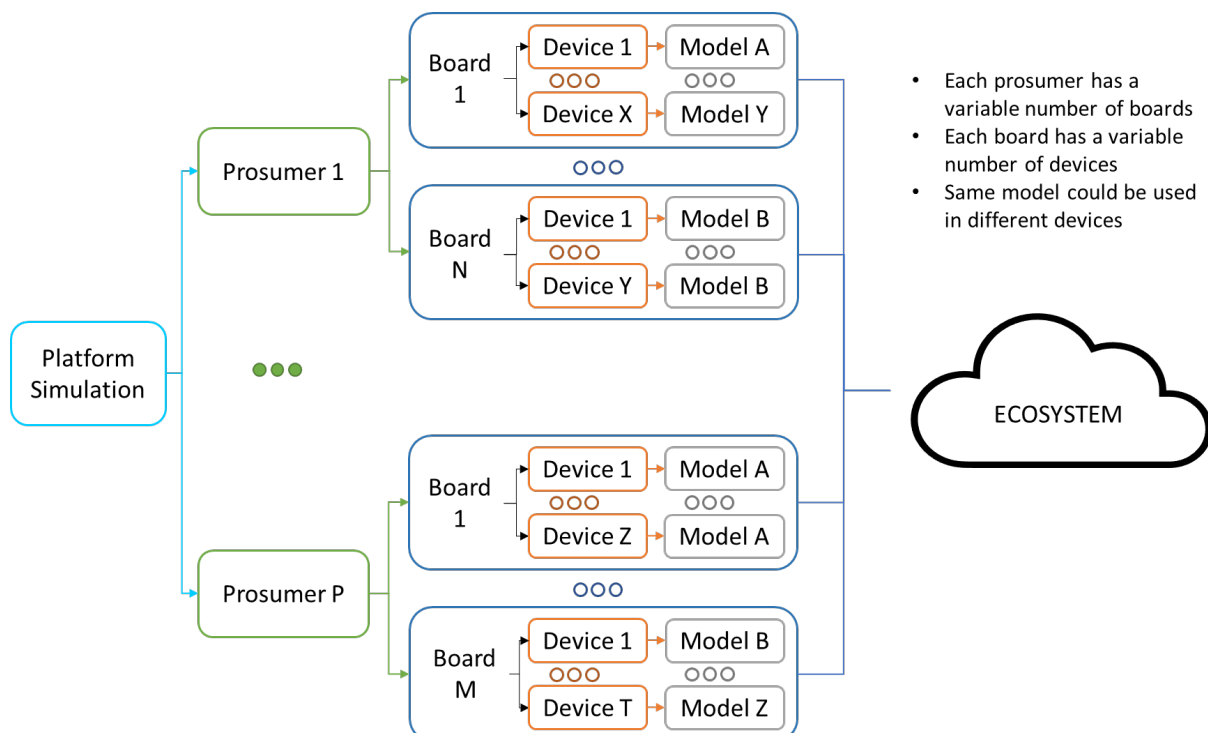 Platform
Simulation
Prosumer 1
Board
1
Device 1
Model A
Device X
Model Y
Board
N
Device 1
Model B
Device Y
Model B
Prosumer P
Board
1
Device 1
Model A
Device Z
Model A
Board
M
Device 1
Model B
Device T
Model Z
• Each prosumer has a
variable number of boards
• Each board has a variable
number of devices
• Same model could be used
in different devices
ECOSYSTEM